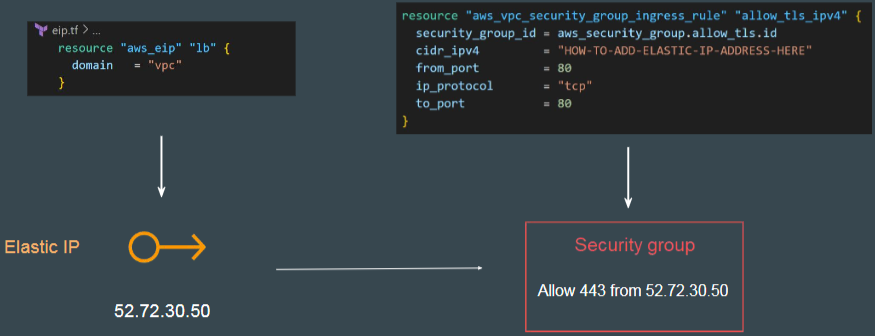 eip.tf > ...
resource "aws_eip" "lb" {
domain = "vpc"
}
resource "aws_vpc_security_group_ingress_rule" "allow_tls_ipv4" {
security_group_id = aws_security_group.allow_tls.id
cidr_ipv4 = "HOW-TO-ADD-ELASTIC-IP-ADDRESS-HERE"
from_port = 80
ip_protocol = "tcp"
to_port = 80
}
Elastic IP
52.72.30.50
Security group
Allow 443 from 52.72.30.50